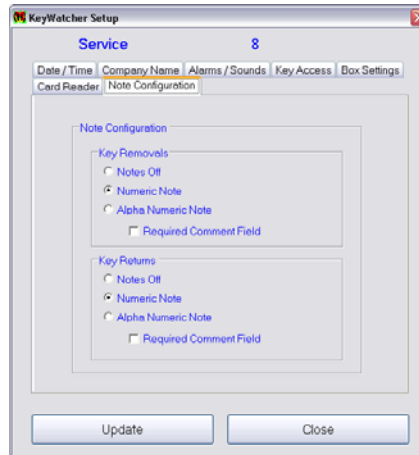 KeyWatcher Setup
Service 8
Date / Time Company Name Alarms / Sounds Key Access Box Settings
Card Reader Note Configuration
Note Configuration
Key Removals
Notes Off
Numeric Note
Alpha Numeric Note
Required Comment Field
Key Returns
Notes Off
Numeric Note
Alpha Numeric Note
Required Comment Field
Update Close